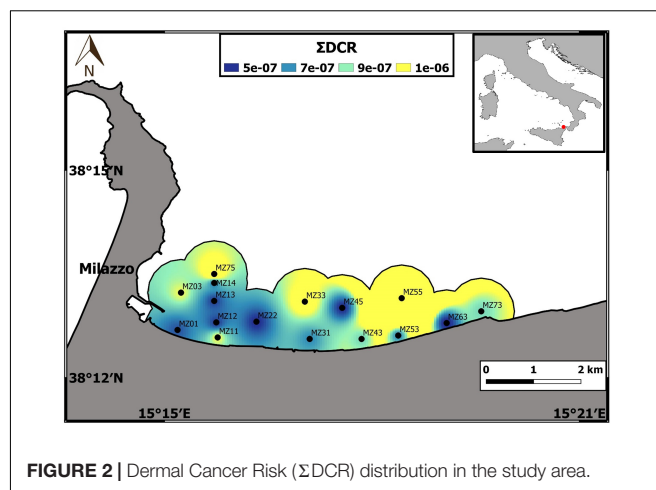 N
ΣDCR
5e-07 7e-07 9e-07 1e-06
38°15′N
Milazzo
MZ75
MZ14
MZ03
MZ13
MZ33
MZ55
MZ45
MZ73
MZ01
MZ12
MZ22
MZ63
MZ11
MZ31
MZ43
MZ53
0 1 2 km
38°12′N
15°15′E 15°21′E
FIGURE 2 | Dermal Cancer Risk (ΣDCR) distribution in the study area.